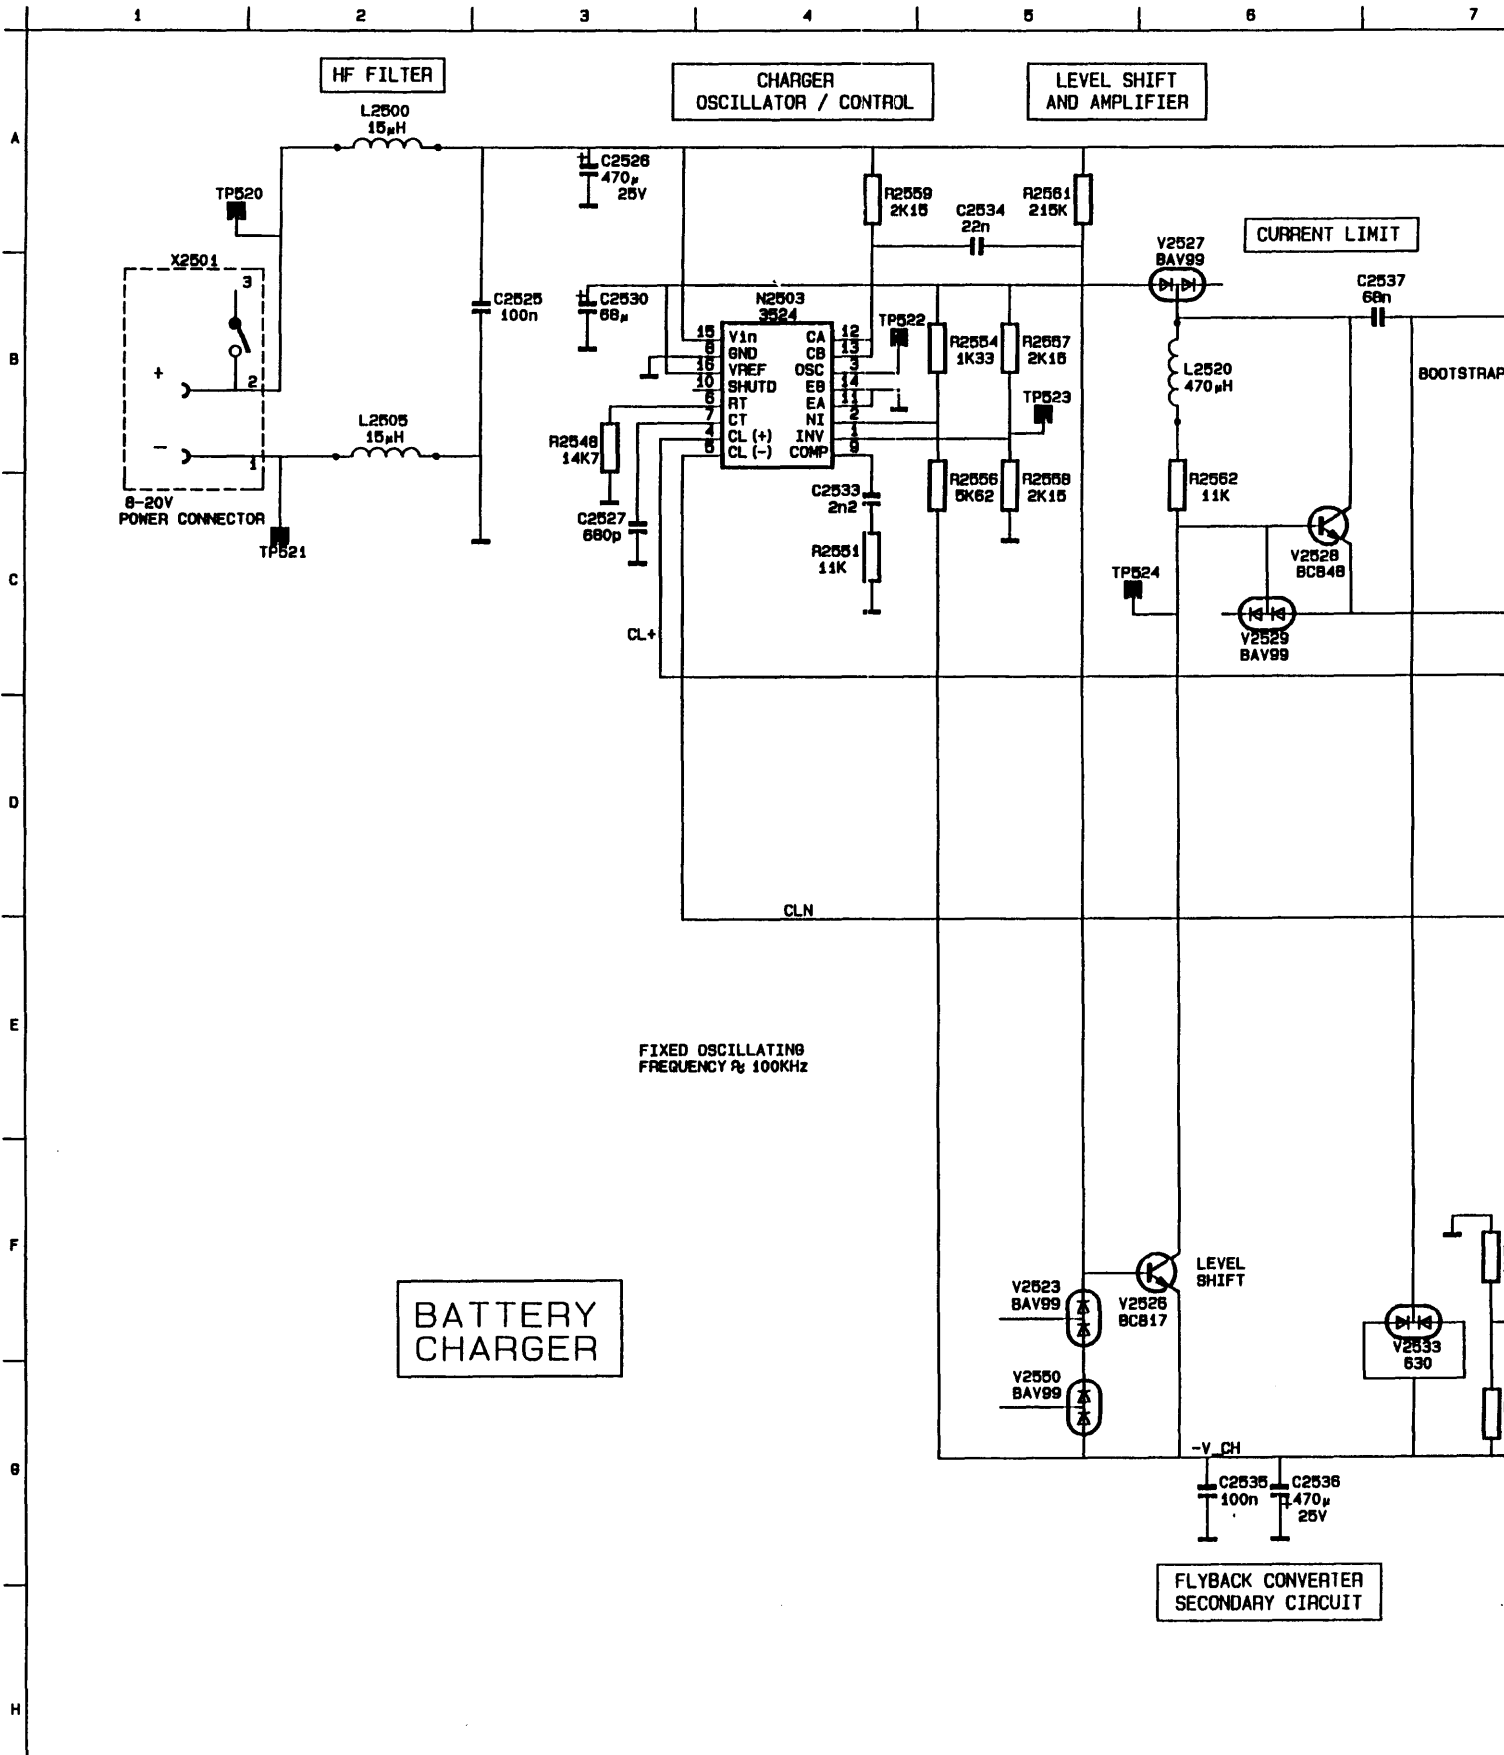 1 2 3 4 5 6 7
HF FILTER
CHARGER
OSCILLATOR / CONTROL
LEVEL SHIFT
AND AMPLIFIER
A
L2500
15µH
C2526
470µ
25V
R2559
2K15
C2534
22n
R2561
215K
TP520
CURRENT LIMIT
V2527
BAV99
X2501
3
C2525
100n
C2530
68µ
N2503
3524
TP522
C2537
68n
B
15 Vin CA 12
8 GND CB 13
16 VREF OSC 3
10 SHUTD EB 14
6 RT EA 11
7 CT NI 2
4 CL(+) INV 1
5 CL(-) COMP 9
R2554
1K33
R2557
2K15
L2520
470µH
BOOTSTRAP
+
2
TP523
L2505
15µH
−
1
R2548
14K7
8-20V
POWER CONNECTOR
TP521
C2527
680p
C2533
2n2
R2556
5K62
R2558
2K15
R2562
11K
R2551
11K
V2528
BC848
C
TP524
CL+
V2529
BAV99
D
CLN
E
FIXED OSCILLATING
FREQUENCY ≈ 100KHz
F
LEVEL
SHIFT
BATTERY
CHARGER
V2523
BAV99
V2526
BC817
V2533
630
V2550
BAV99
-V_CH
G
C2535
100n
C2536
470µ
25V
FLYBACK CONVERTER
SECONDARY CIRCUIT
H